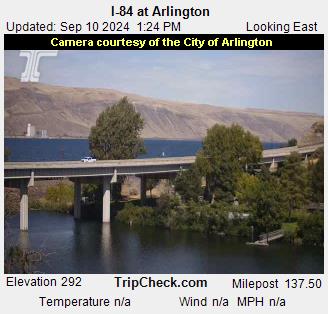 I-84 at Arlington
Updated: Sep 10 2024 1:24 PM Looking East
Camera courtesy of the City of Arlington
Elevation 292 TripCheck.com Milepost 137.50
Temperature n/a Wind n/a MPH n/a